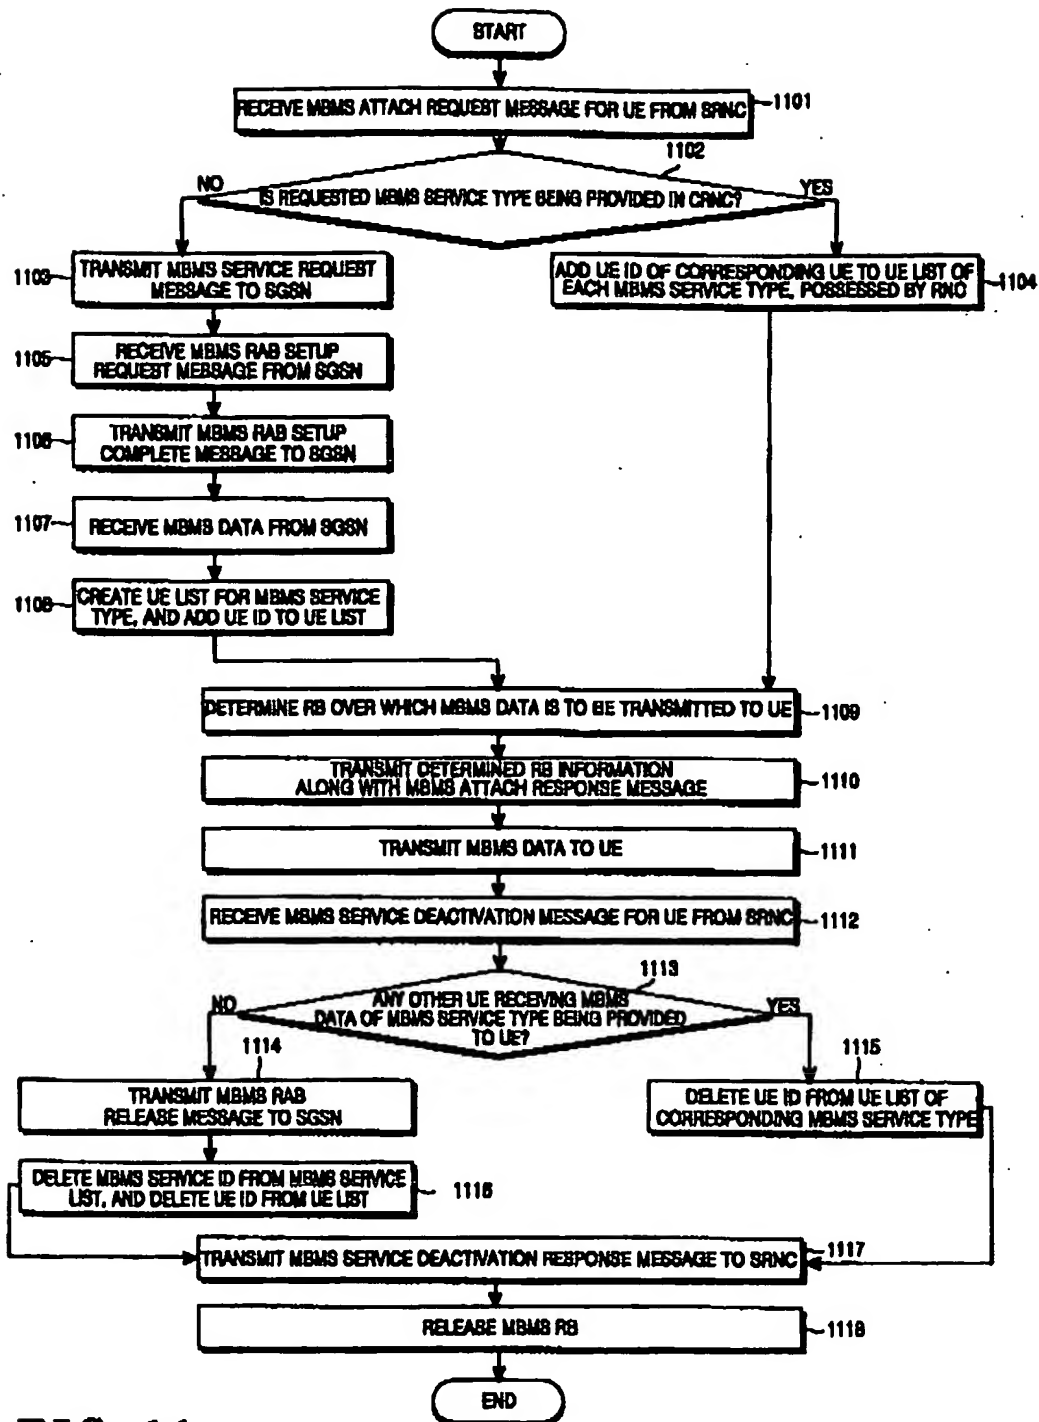 START
RECEIVE MBMS ATTACH REQUEST MESSAGE FOR UE FROM SRNC
1101
1102
NO
IS REQUESTED MBMS SERVICE TYPE BEING PROVIDED IN CRNC?
YES
1103
TRANSMIT MBMS SERVICE REQUEST
MESSAGE TO SGSN
ADD UE ID OF CORRESPONDING UE TO UE LIST OF
EACH MBMS SERVICE TYPE, POSSESSED BY RNC
1104
1105
RECEIVE MBMS RAB SETUP
REQUEST MESSAGE FROM SGSN
1106
TRANSMIT MBMS RAB SETUP
COMPLETE MESSAGE TO SGSN
1107
RECEIVE MBMS DATA FROM SGSN
1108
CREATE UE LIST FOR MBMS SERVICE
TYPE, AND ADD UE ID TO UE LIST
DETERMINE RB OVER WHICH MBMS DATA IS TO BE TRANSMITTED TO UE
1109
TRANSMIT DETERMINED RB INFORMATION
ALONG WITH MBMS ATTACH RESPONSE MESSAGE
1110
TRANSMIT MBMS DATA TO UE
1111
RECEIVE MBMS SERVICE DEACTIVATION MESSAGE FOR UE FROM SRNC
1112
1113
NO
ANY OTHER UE RECEIVING MBMS
DATA OF MBMS SERVICE TYPE BEING PROVIDED
TO UE?
YES
1114
TRANSMIT MBMS RAB
RELEASE MESSAGE TO SGSN
1115
DELETE UE ID FROM UE LIST OF
CORRESPONDING MBMS SERVICE TYPE
DELETE MBMS SERVICE ID FROM MBMS SERVICE
LIST, AND DELETE UE ID FROM UE LIST
1116
TRANSMIT MBMS SERVICE DEACTIVATION RESPONSE MESSAGE TO SRNC
1117
RELEASE MBMS RB
1118
END